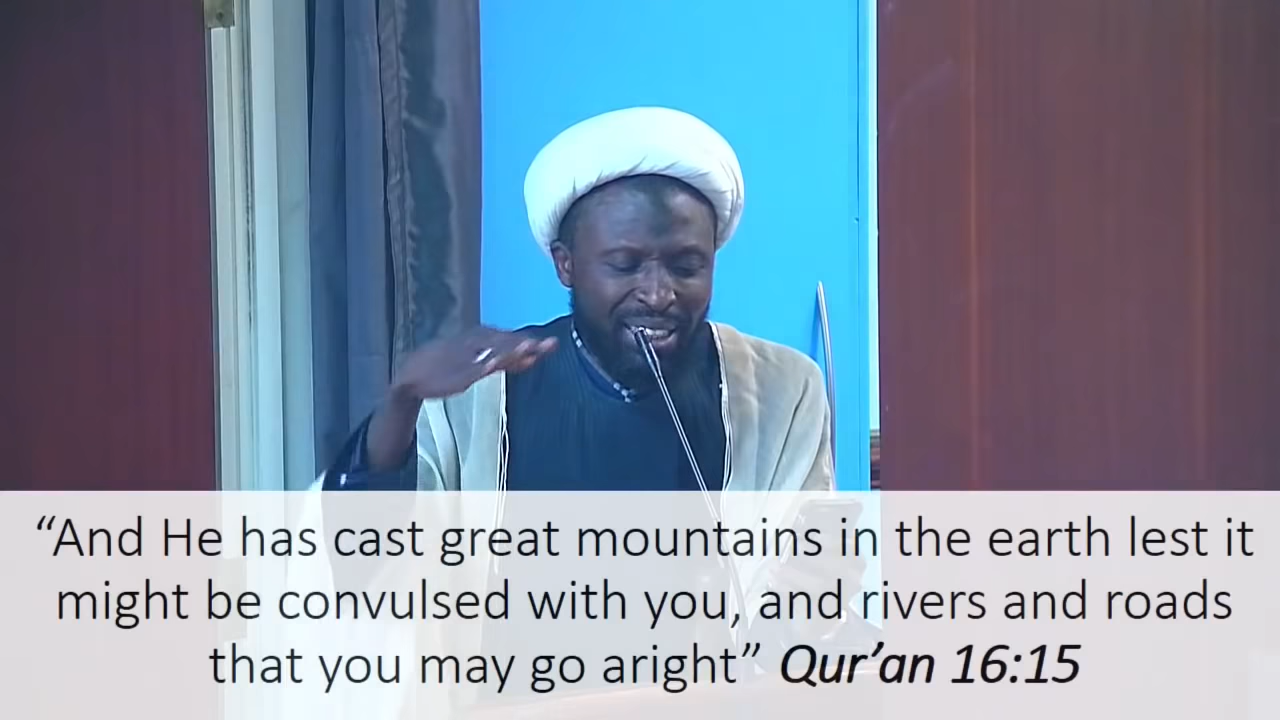 “And He has cast great mountains in the earth lest it
might be convulsed with you, and rivers and roads
that you may go aright” Qur’an 16:15